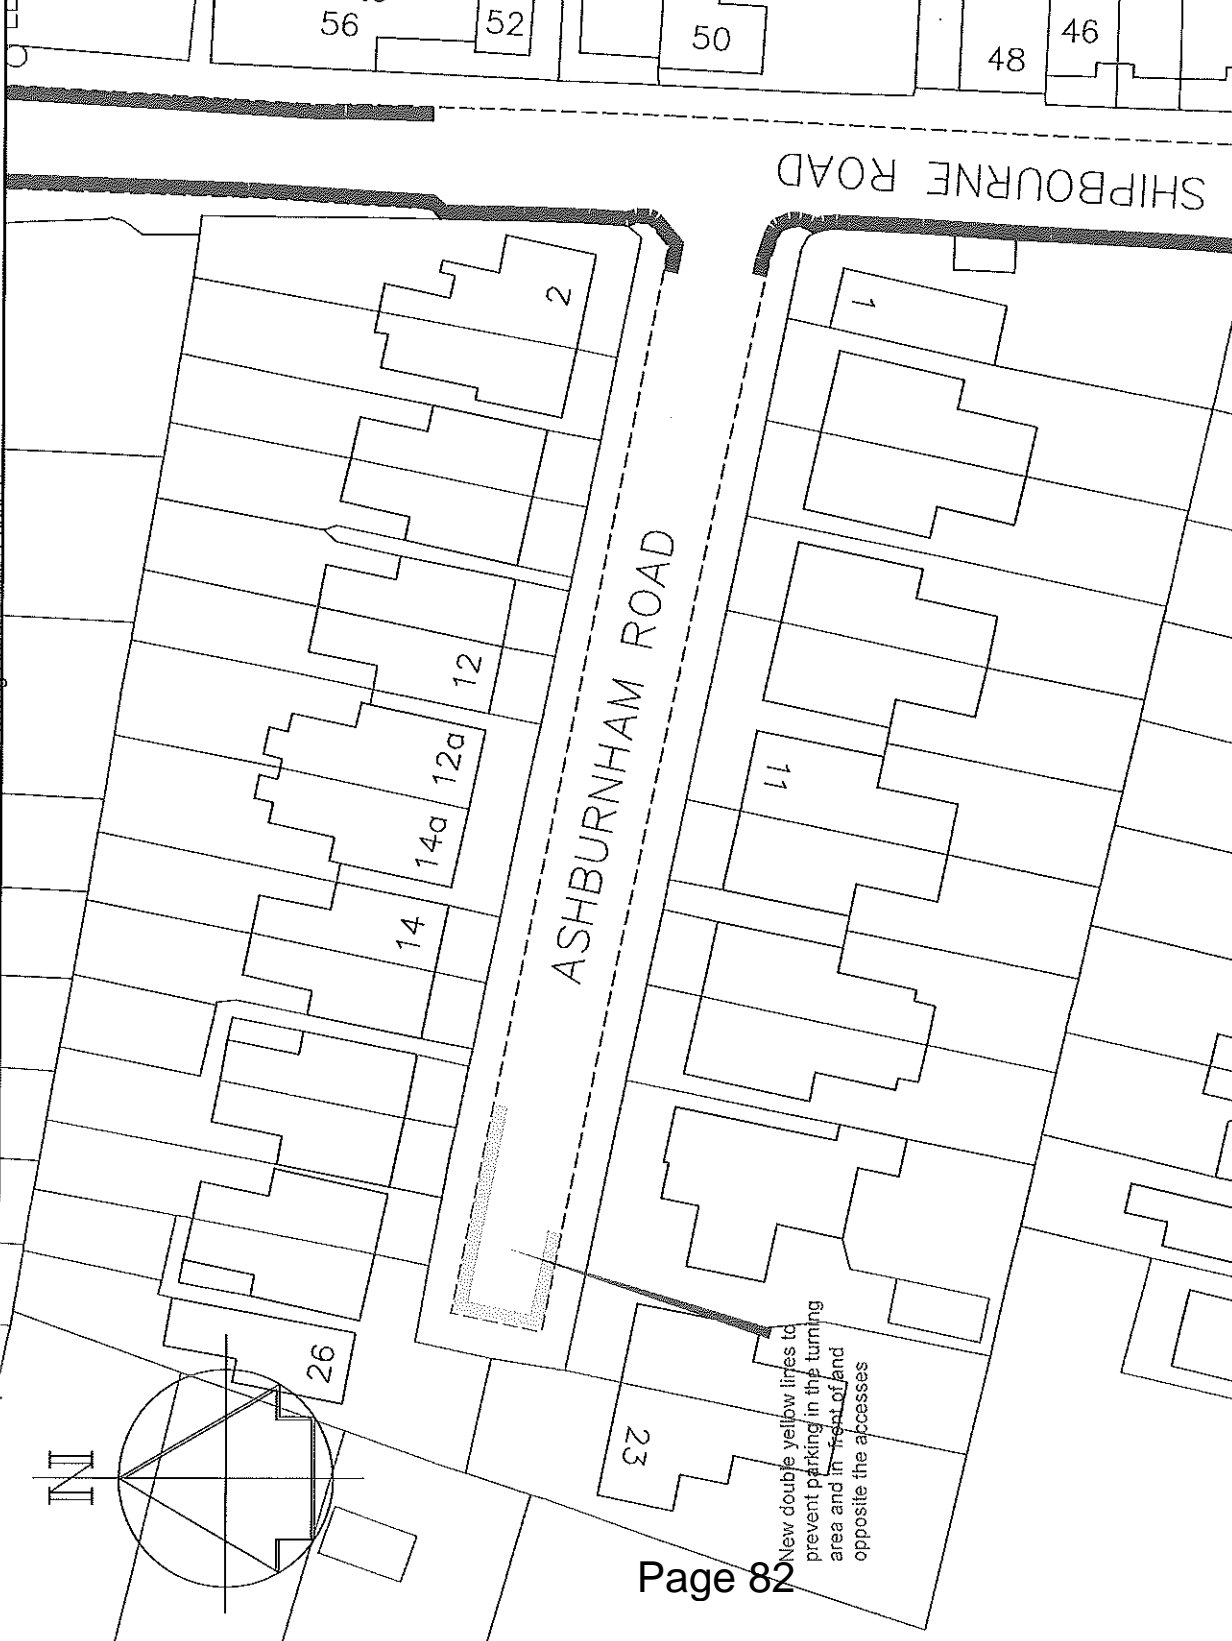 56
52
50
48
46
SHIPBOURNE ROAD
2
1
ASHBURNHAM ROAD
12
12a
11
14a
14
26
23
N
New double yellow lines to
prevent parking in the turning
area and in front of and
opposite the accesses
Page 82